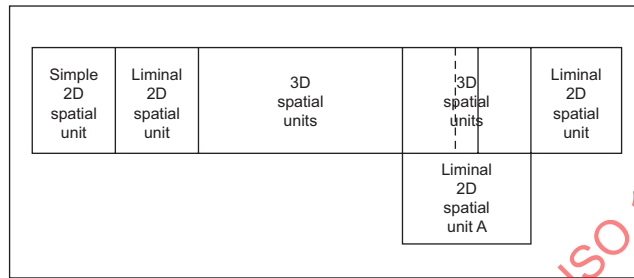 Simple
2D
spatial
unit
Liminal
2D
spatial
unit
3D
spatial
units
3D
spatial
units
Liminal
2D
spatial
unit
Liminal
2D
spatial
unit A
ISO